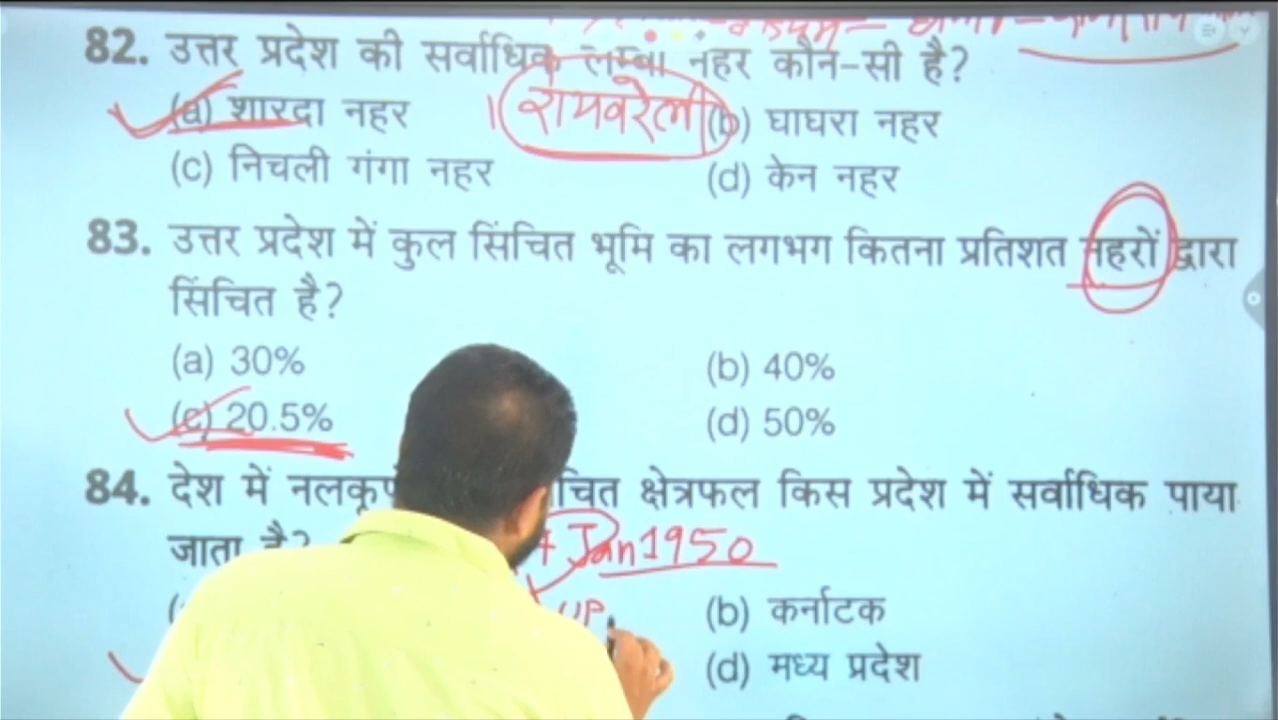 82. उत्तर प्रदेश की सर्वाधिक लम्बा नहर कौन-सी है?
(a) शारदा नहर
रायबरेली
(b) घाघरा नहर
(c) निचली गंगा नहर
(d) केन नहर
83. उत्तर प्रदेश में कुल सिंचित भूमि का लगभग कितना प्रतिशत नहरों द्वारा
सिंचित है?
(a) 30%
(b) 40%
(c) 20.5%
(d) 50%
84. देश में चित क्षेत्रफल किस प्रदेश में सर्वाधिक पाया
जाता है?
Jan 1950
UP
(b) कर्नाटक
(d) मध्य प्रदेश